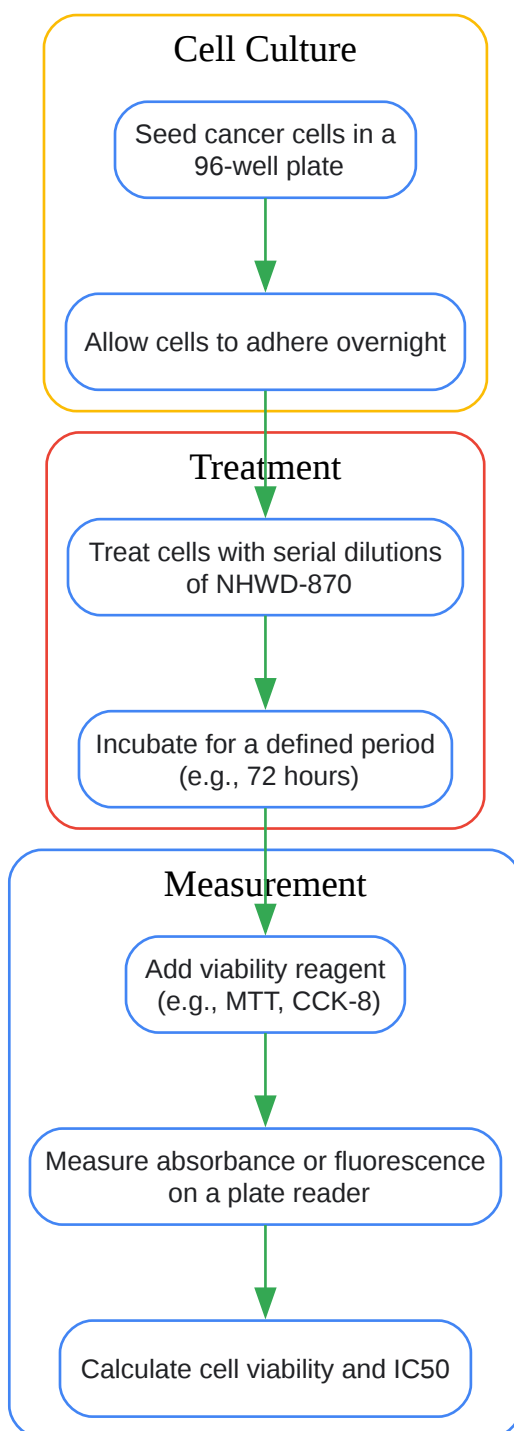 Cell Culture
Seed cancer cells in a
96-well plate
Allow cells to adhere overnight
Treatment
Treat cells with serial dilutions
of NHWD-870
Incubate for a defined period
(e.g., 72 hours)
Measurement
Add viability reagent
(e.g., MTT, CCK-8)
Measure absorbance or fluorescence
on a plate reader
Calculate cell viability and IC50